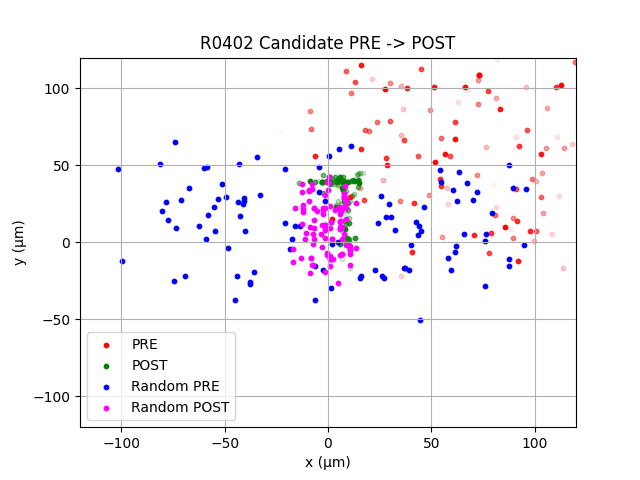 R0402 Candidate PRE -> POST
100
50
0
−50
−100
y (μm)
PRE
POST
Random PRE
Random POST
−100 −50 0 50 100
x (μm)